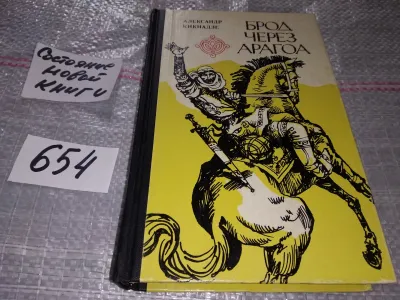 Состояние
новой
книги
654
АЛЕКСАНДР
КИКНАДЗЕ
БРОД
ЧЕРЕЗ
АРАГОА